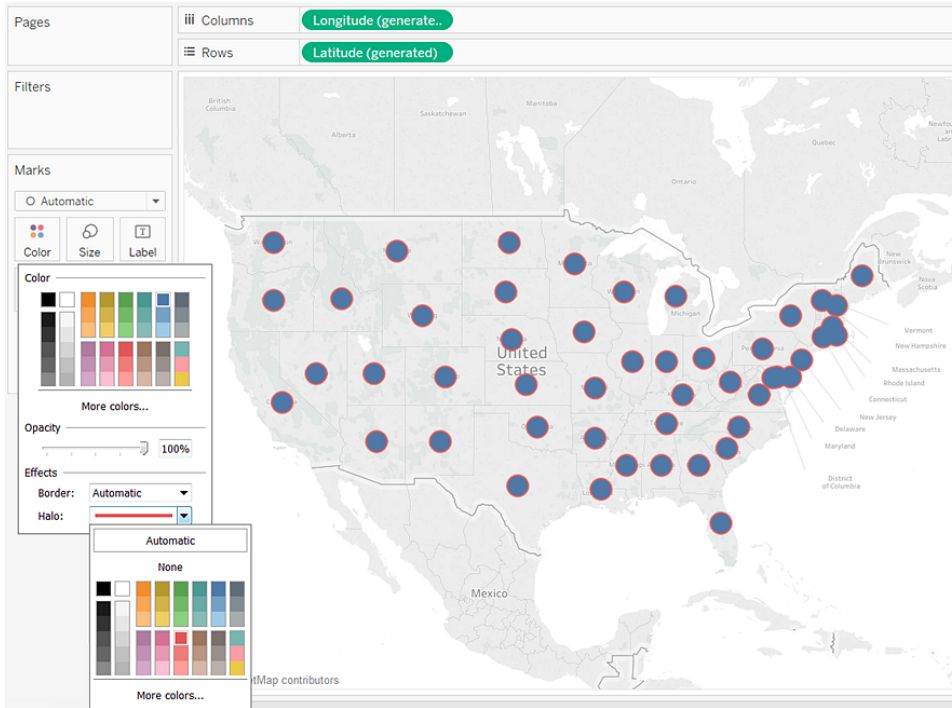 Pages
Columns
Longitude (generate..
Rows
Latitude (generated)
Filters
Marks
Automatic
Color
Size
Label
Color
More colors...
Opacity
100%
Effects
Border:
Automatic
Halo:
Automatic
None
More colors...
British
Columbia
Alberta
Saskatchewan
Manitoba
Ontario
Quebec
New
Brunswick
Nova
Scotia
Michigan
United
States
Vermont
New Hampshire
Massachusetts
Rhode Island
Connecticut
New Jersey
Delaware
Maryland
District
of Columbia
Mexico
contributors